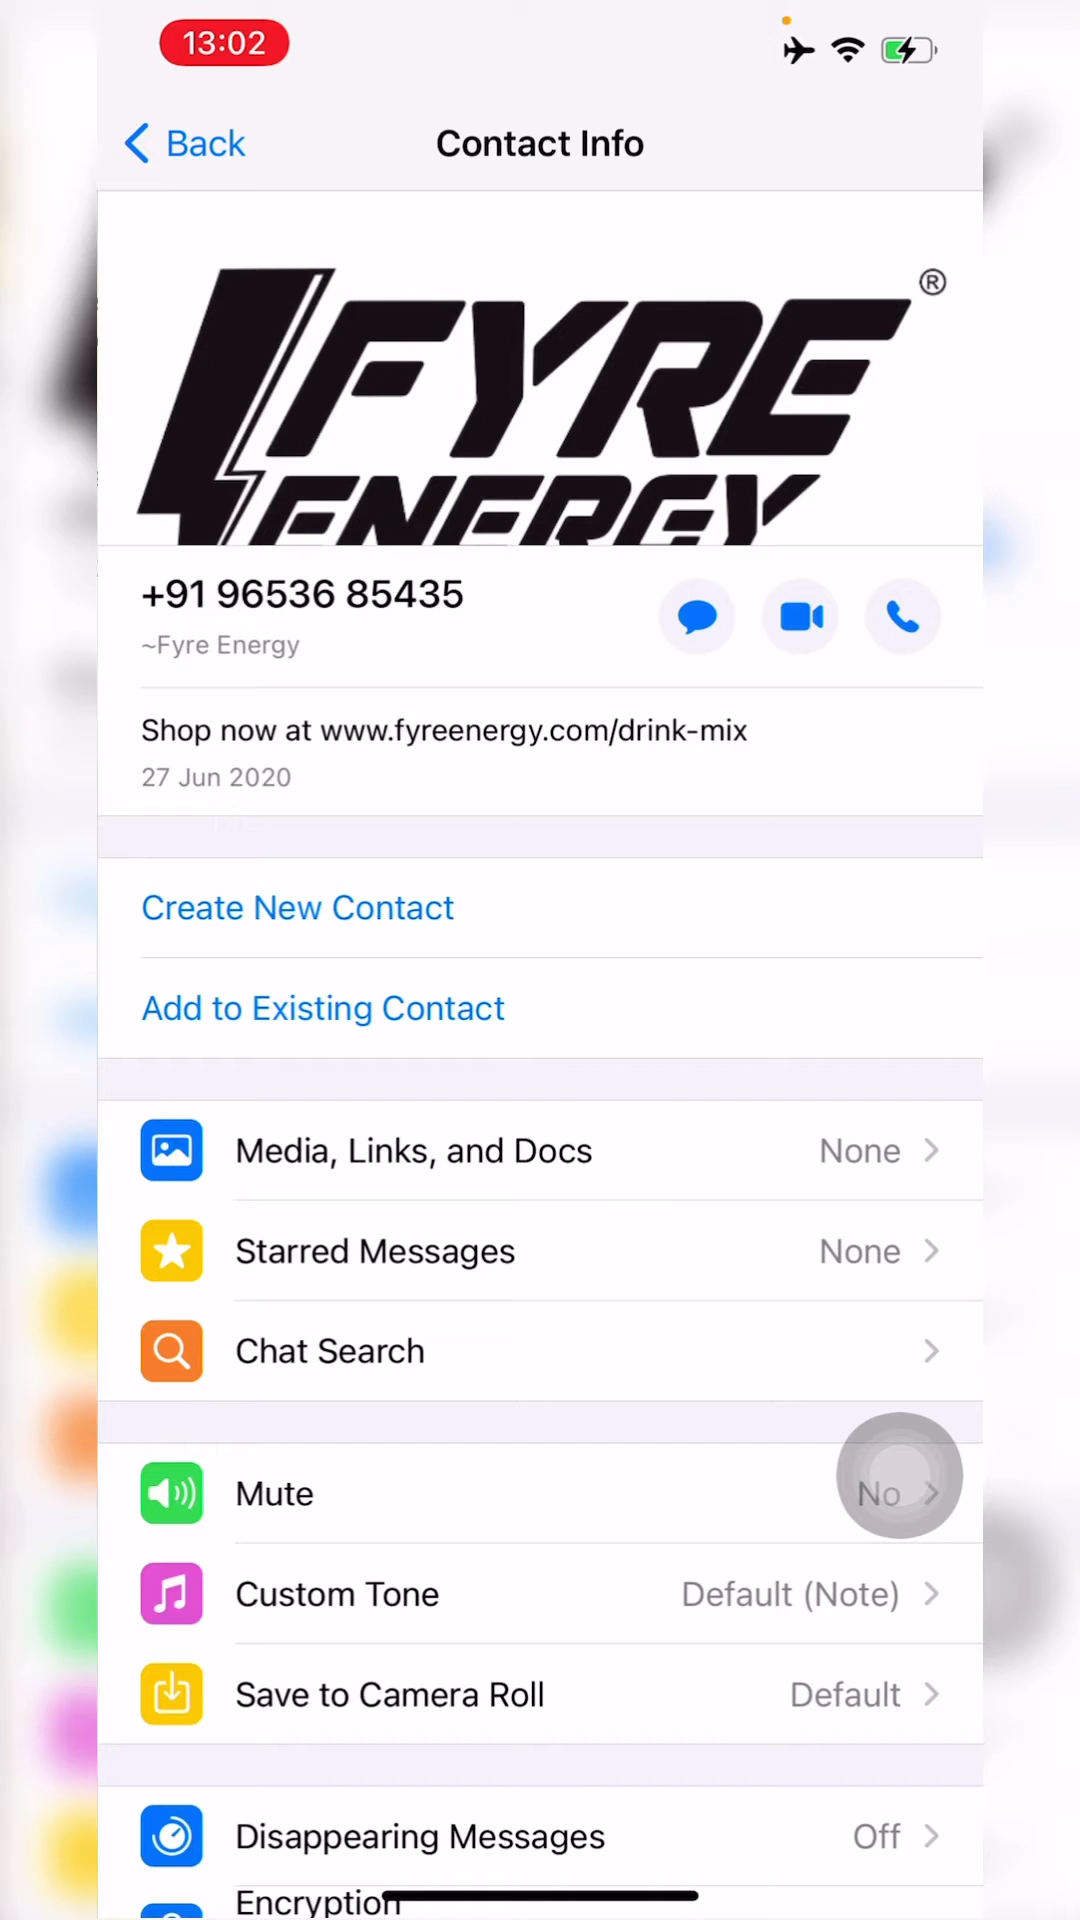 13:02
Back
Contact Info
FYRE ®
ENERGY
+91 96536 85435
~Fyre Energy
Shop now at www.fyreenergy.com/drink-mix
27 Jun 2020
Create New Contact
Add to Existing Contact
Media, Links, and Docs None
Starred Messages None
Chat Search
Mute No
Custom Tone Default (Note)
Save to Camera Roll Default
Disappearing Messages Off
Encryption